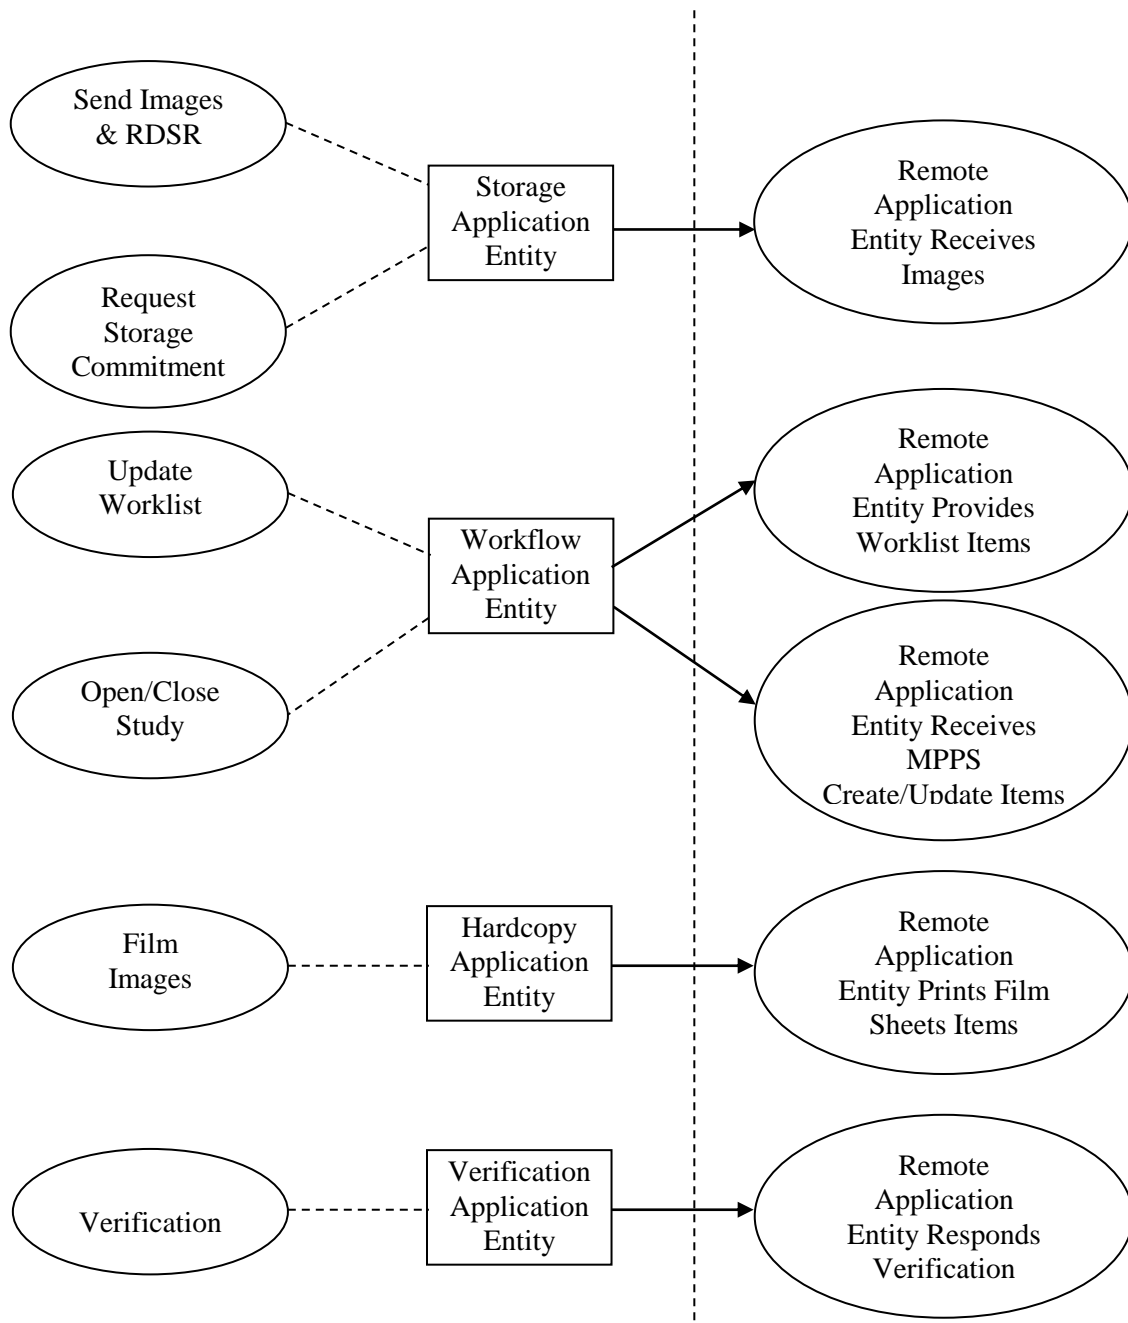 Send Images
& RDSR
Storage
Application
Entity
Remote
Application
Entity Receives
Images
Request
Storage
Commitment
Update
Worklist
Workflow
Application
Entity
Remote
Application
Entity Provides
Worklist Items
Open/Close
Study
Remote
Application
Entity Receives
MPPS
Create/Update Items
Film
Images
Hardcopy
Application
Entity
Remote
Application
Entity Prints Film
Sheets Items
Verification
Verification
Application
Entity
Remote
Application
Entity Responds
Verification